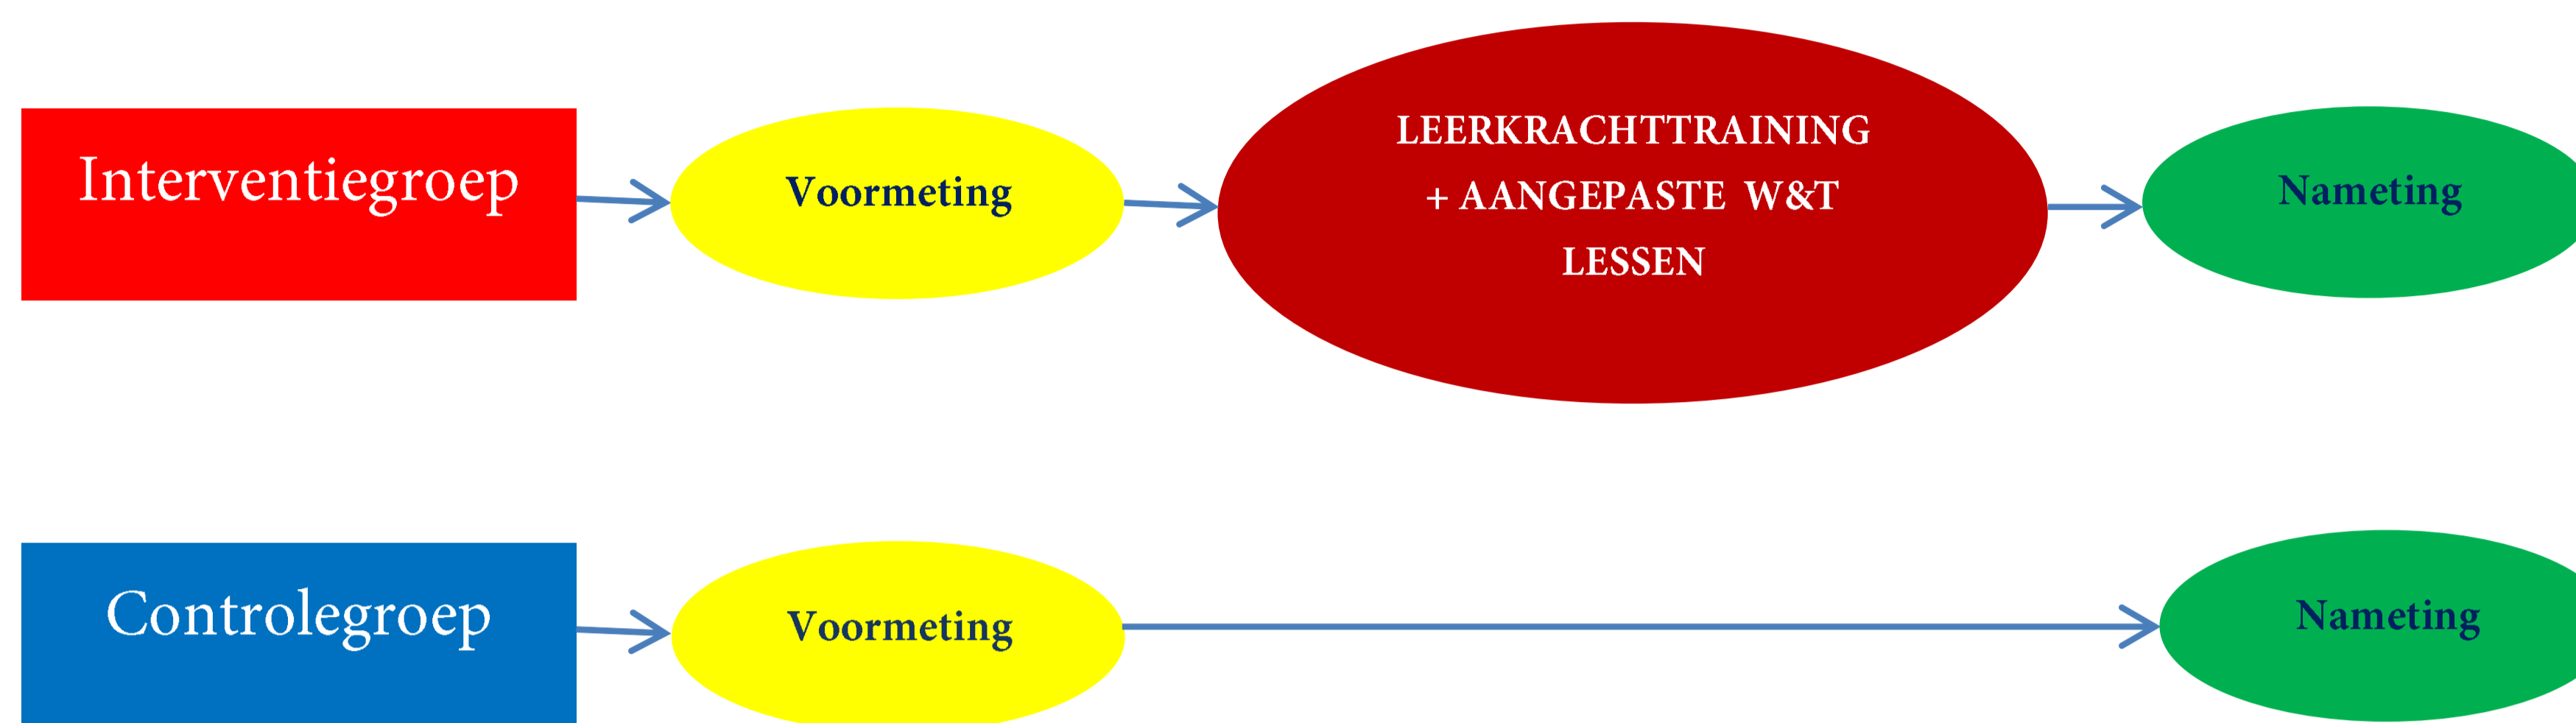 Interventiegroep
Voormeting
LEERKRACHTTRAINING
+ AANGEPASTE W&T
LESSEN
Nameting
Controlegroep
Voormeting
Nameting